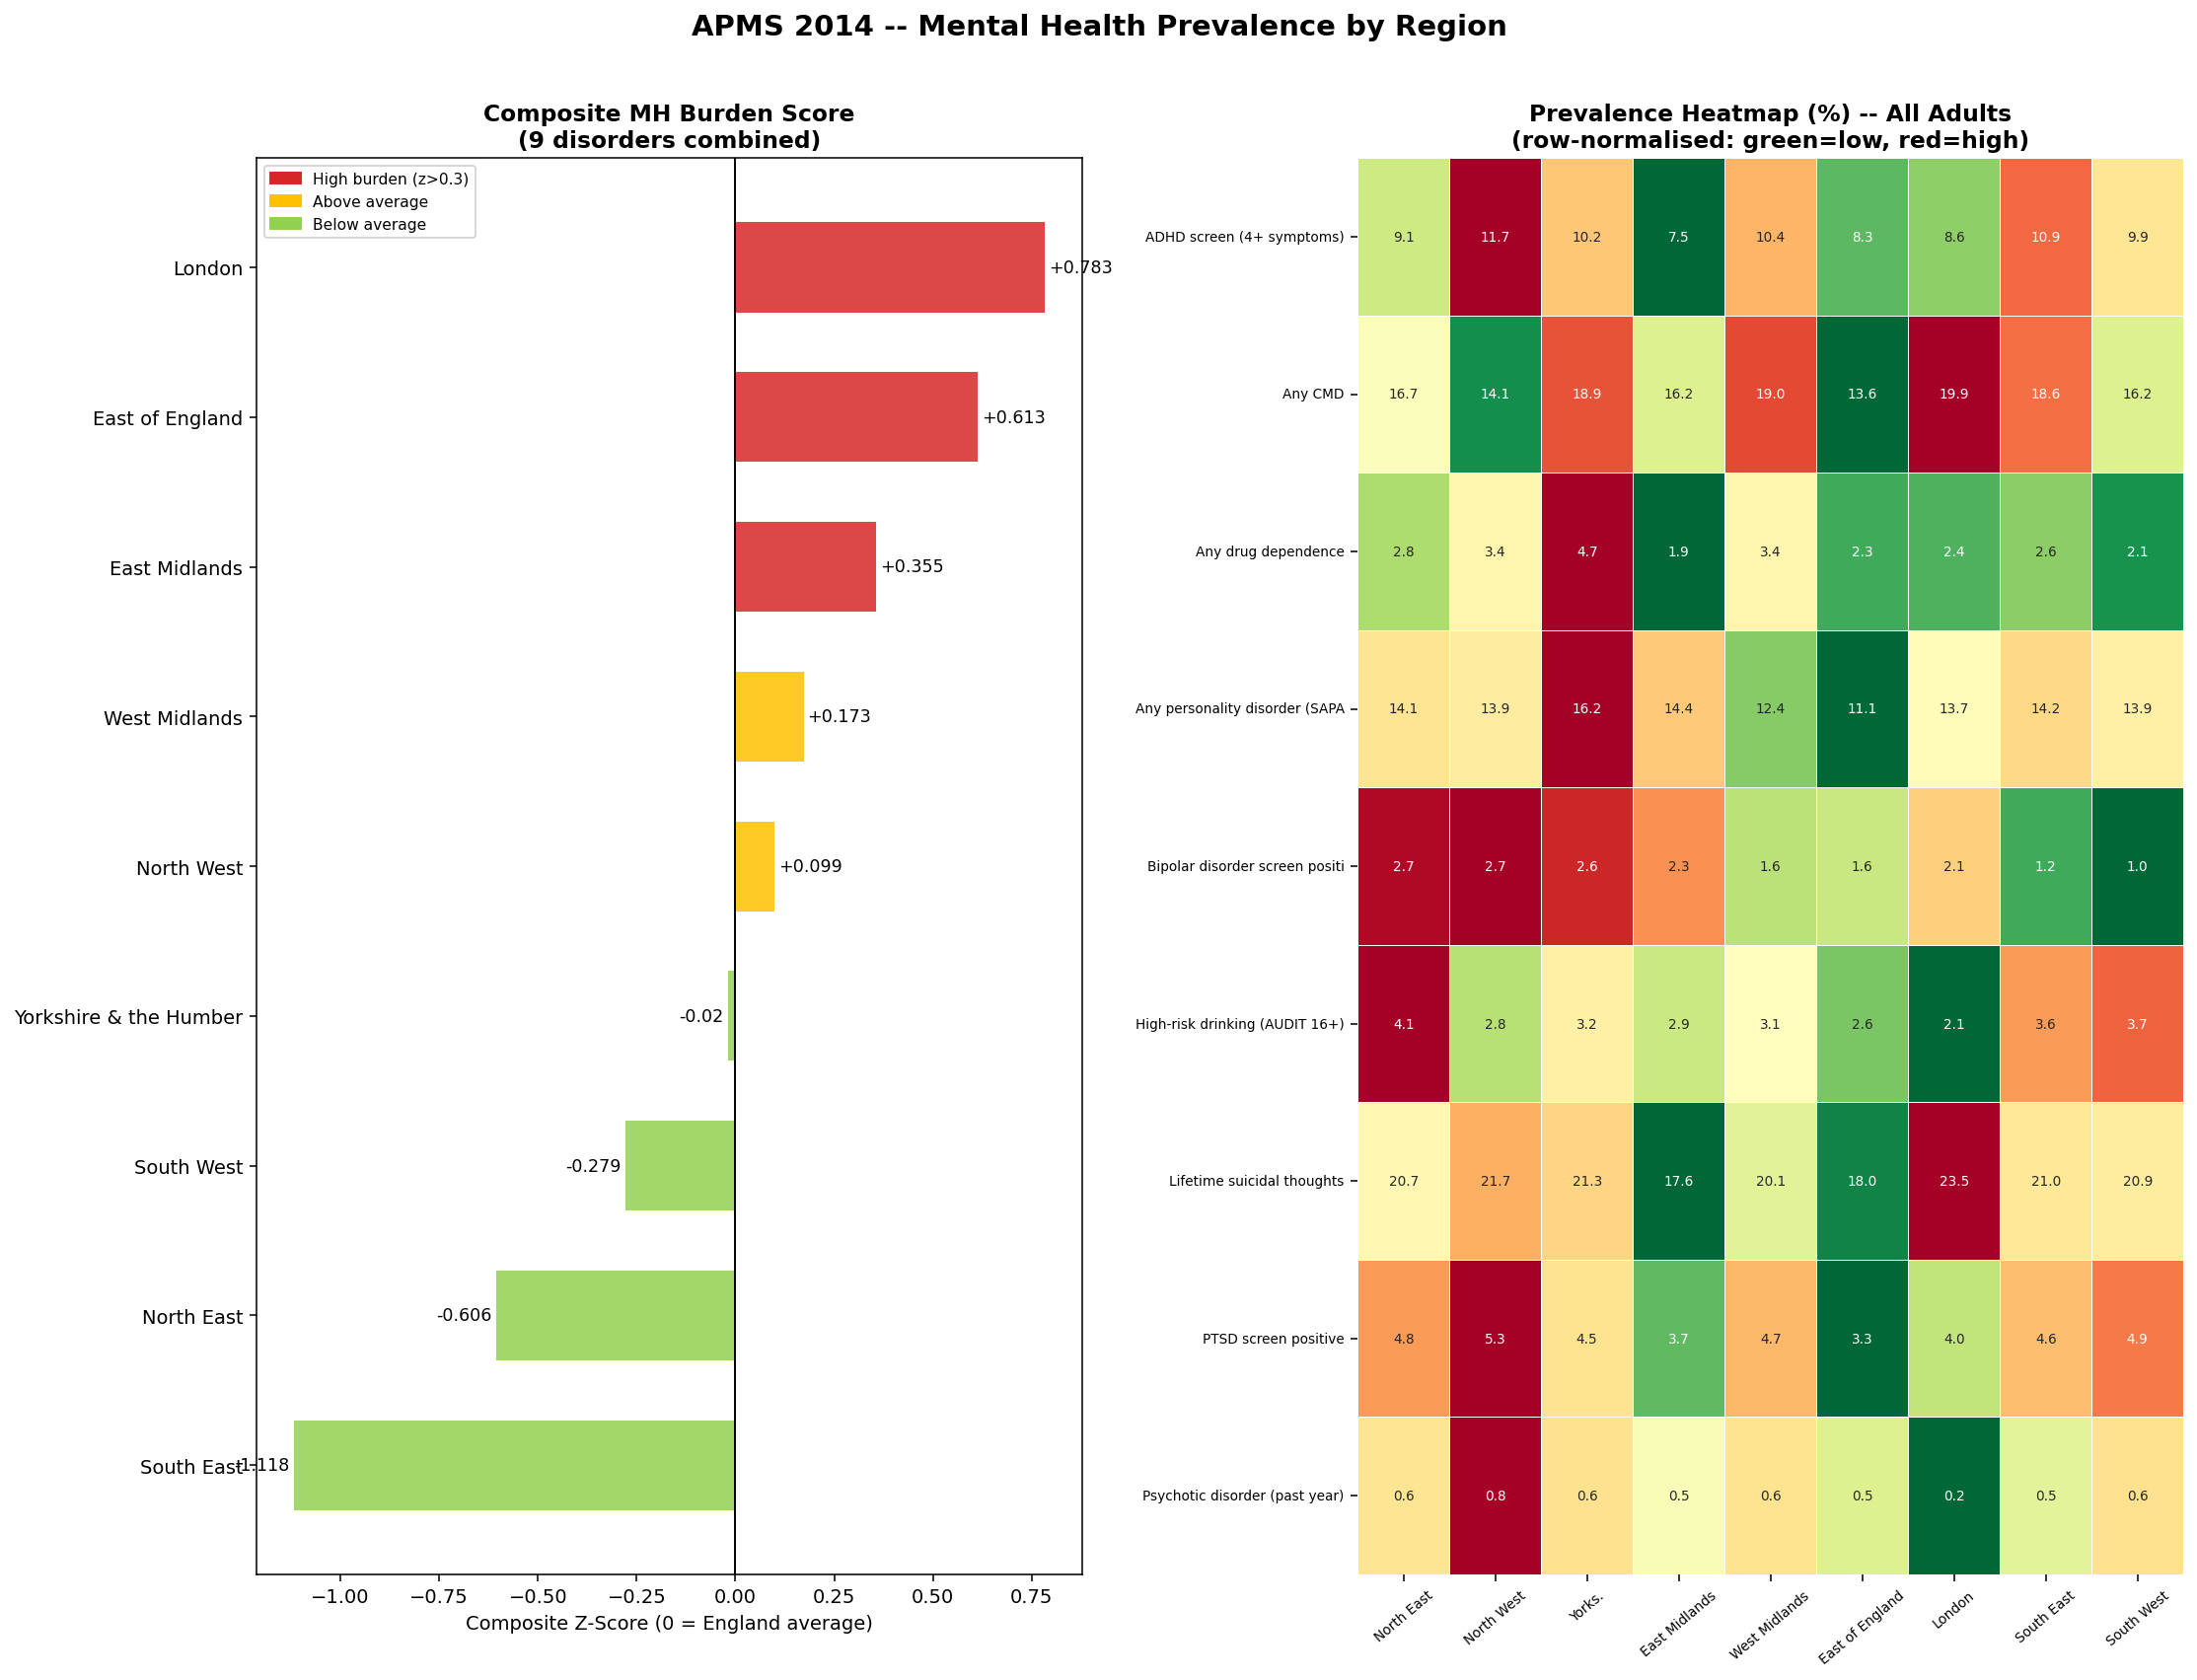 APMS 2014 -- Mental Health Prevalence by Region
Composite MH Burden Score
(9 disorders combined)
High burden (z>0.3)
Above average
Below average
London +0.783
East of England +0.613
East Midlands +0.355
West Midlands +0.173
North West +0.099
Yorkshire & the Humber -0.02
South West -0.279
North East -0.606
South East -1.118
−1.00 −0.75 −0.50 −0.25 0.00 0.25 0.50 0.75
Composite Z-Score (0 = England average)
Prevalence Heatmap (%) -- All Adults
(row-normalised: green=low, red=high)
ADHD screen (4+ symptoms) 9.1 11.7 10.2 7.5 10.4 8.3 8.6 10.9 9.9
Any CMD 16.7 14.1 18.9 16.2 19.0 13.6 19.9 18.6 16.2
Any drug dependence 2.8 3.4 4.7 1.9 3.4 2.3 2.4 2.6 2.1
Any personality disorder (SAPA 14.1 13.9 16.2 14.4 12.4 11.1 13.7 14.2 13.9
Bipolar disorder screen positi 2.7 2.7 2.6 2.3 1.6 1.6 2.1 1.2 1.0
High-risk drinking (AUDIT 16+) 4.1 2.8 3.2 2.9 3.1 2.6 2.1 3.6 3.7
Lifetime suicidal thoughts 20.7 21.7 21.3 17.6 20.1 18.0 23.5 21.0 20.9
PTSD screen positive 4.8 5.3 4.5 3.7 4.7 3.3 4.0 4.6 4.9
Psychotic disorder (past year) 0.6 0.8 0.6 0.5 0.6 0.5 0.2 0.5 0.6
North East North West Yorks. East Midlands West Midlands East of England London South East South West